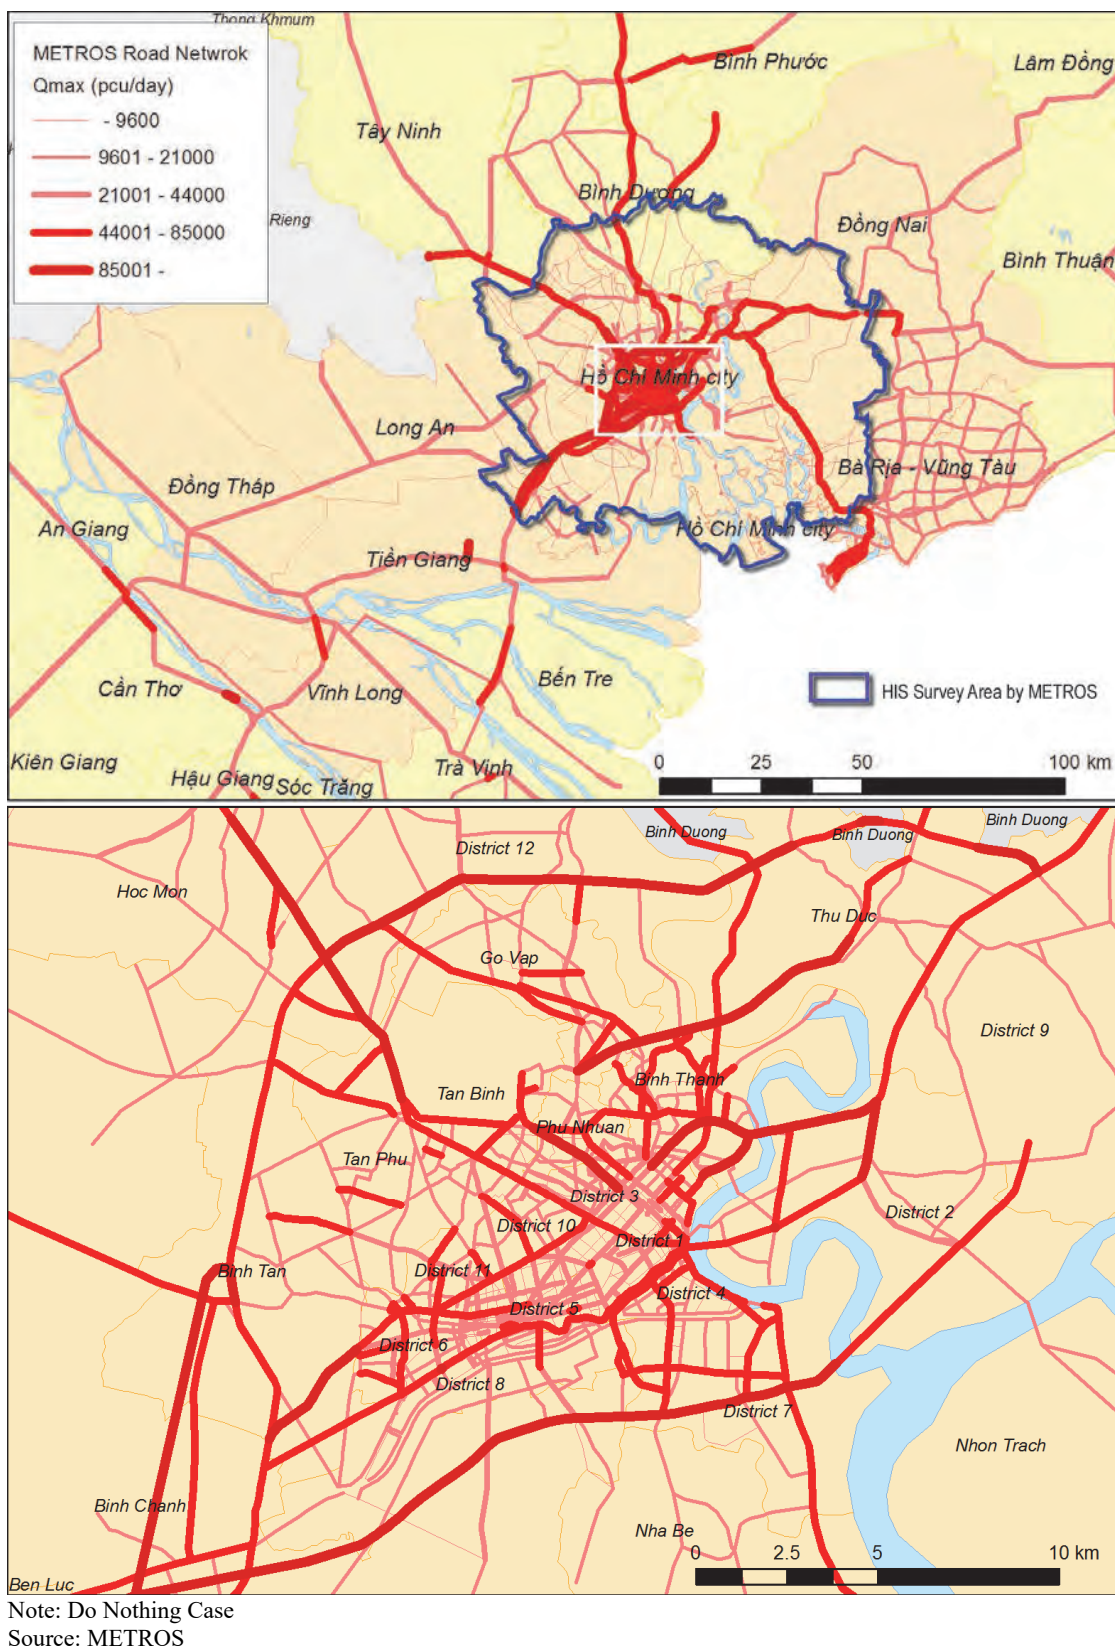 Thong Khmum
METROS Road Netwrok
Qmax (pcu/day)
- 9600
9601 - 21000
21001 - 44000
44001 - 85000
85001 -
Rieng
Tây Ninh
Bình Phước
Lâm Đồng
Bình Dương
Đồng Nai
Bình Thuận
Hồ Chí Minh city
Long An
Bà Rịa - Vũng Tàu
Đồng Tháp
An Giang
Hồ Chí Minh city
Tiền Giang
Bến Tre
Cần Thơ
Vĩnh Long
HIS Survey Area by METROS
Kiên Giang
Hậu Giang
Sóc Trăng
Trà Vinh
0 25 50 100 km
Binh Duong
Binh Duong
Binh Duong
District 12
Hoc Mon
Thu Duc
Go Vap
District 9
Tan Binh
Binh Thanh
Phu Nhuan
Tan Phu
District 3
District 10
District 2
District 1
Binh Tan
District 11
District 4
District 5
District 6
District 8
District 7
Nhon Trach
Binh Chanh
Nha Be
0 2.5 5 10 km
Ben Luc
Note: Do Nothing Case
Source: METROS